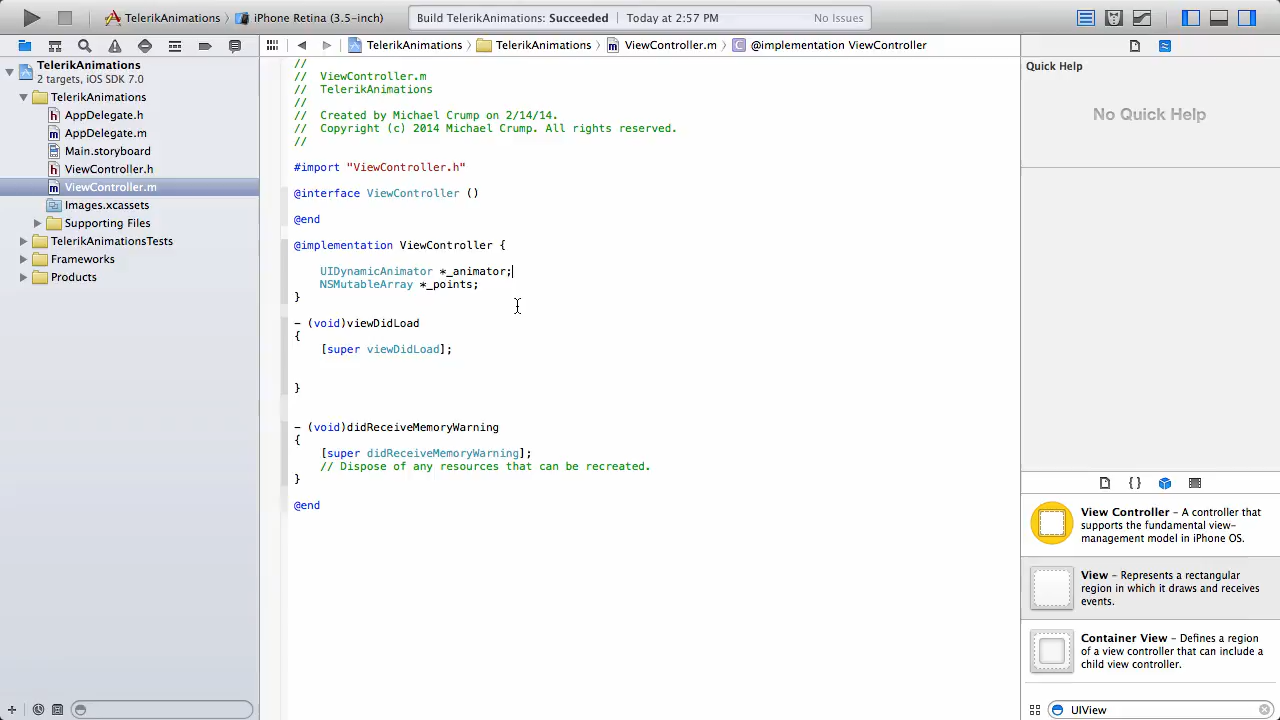 TelerikAnimations
iPhone Retina (3.5-inch)
Build TelerikAnimations: Succeeded
Today at 2:57 PM
No Issues
TelerikAnimations
TelerikAnimations
ViewController.m
@implementation ViewController
TelerikAnimations
2 targets, iOS SDK 7.0
TelerikAnimations
AppDelegate.h
AppDelegate.m
Main.storyboard
ViewController.h
ViewController.m
Images.xcassets
Supporting Files
TelerikAnimationsTests
Frameworks
Products
//
// ViewController.m
// TelerikAnimations
//
// Created by Michael Crump on 2/14/14.
// Copyright (c) 2014 Michael Crump. All rights reserved.
//
#import "ViewController.h"
@interface ViewController ()
@end
@implementation ViewController {
UIDynamicAnimator *_animator;
NSMutableArray *_points;
}
- (void)viewDidLoad
{
[super viewDidLoad];
}
- (void)didReceiveMemoryWarning
{
[super didReceiveMemoryWarning];
// Dispose of any resources that can be recreated.
}
@end
Quick Help
No Quick Help
{ }
View Controller - A controller that
supports the fundamental view-
management model in iPhone OS.
View - Represents a rectangular
region in which it draws and receives
events.
Container View - Defines a region
of a view controller that can include a
child view controller.
UIView